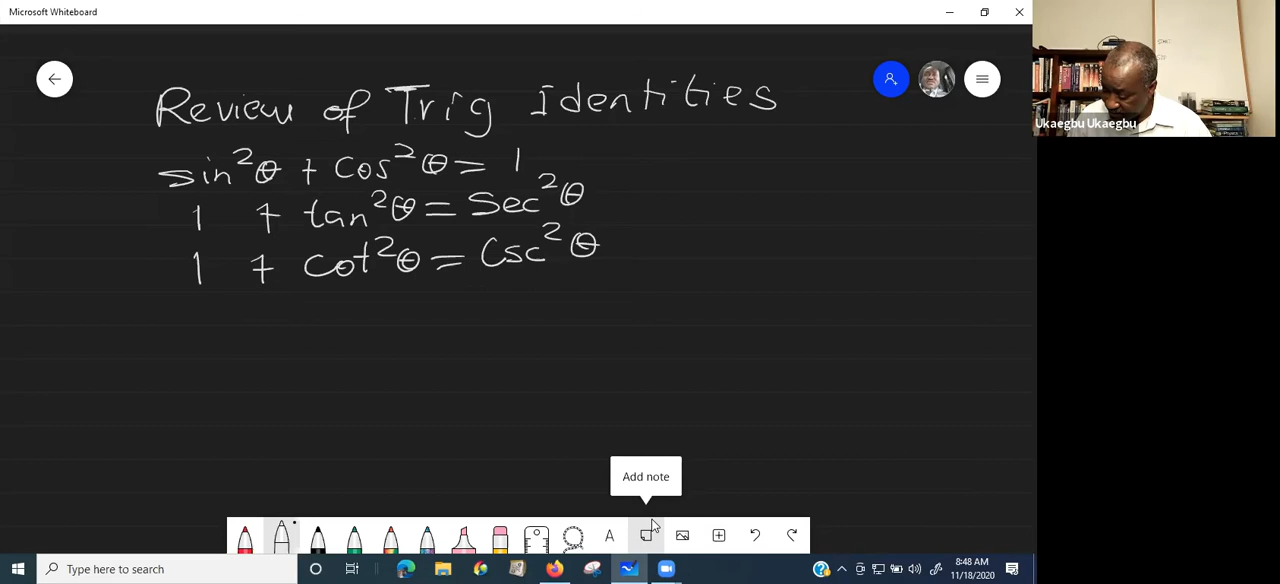 Microsoft Whiteboard
Review of Trig Identities
sin²θ + cos²θ = 1
1 + tan²θ = Sec²θ
1 + cot²θ = Csc²θ
Ukaegbu Ukaegbu
Add note
A
Type here to search
8:48 AM
11/18/2020